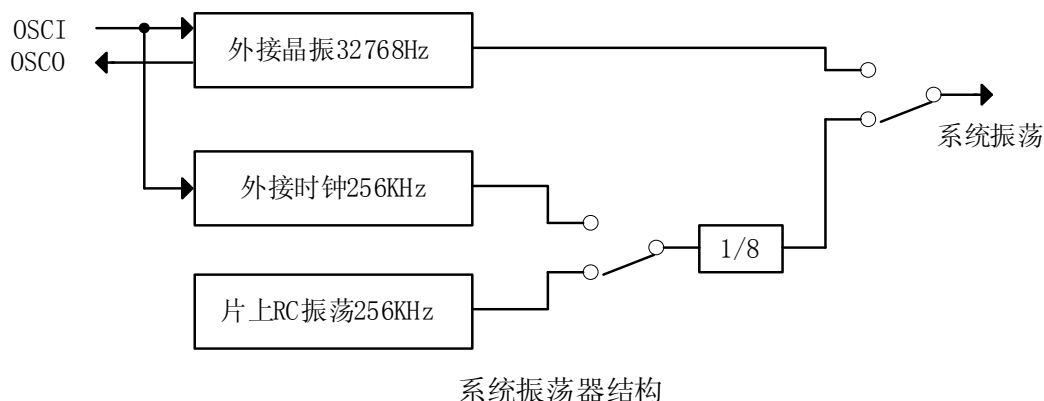 OSCI
OSCO
外接晶振32768Hz
系统振荡
外接时钟256KHz
1/8
片上RC振荡256KHz
系统振荡器结构